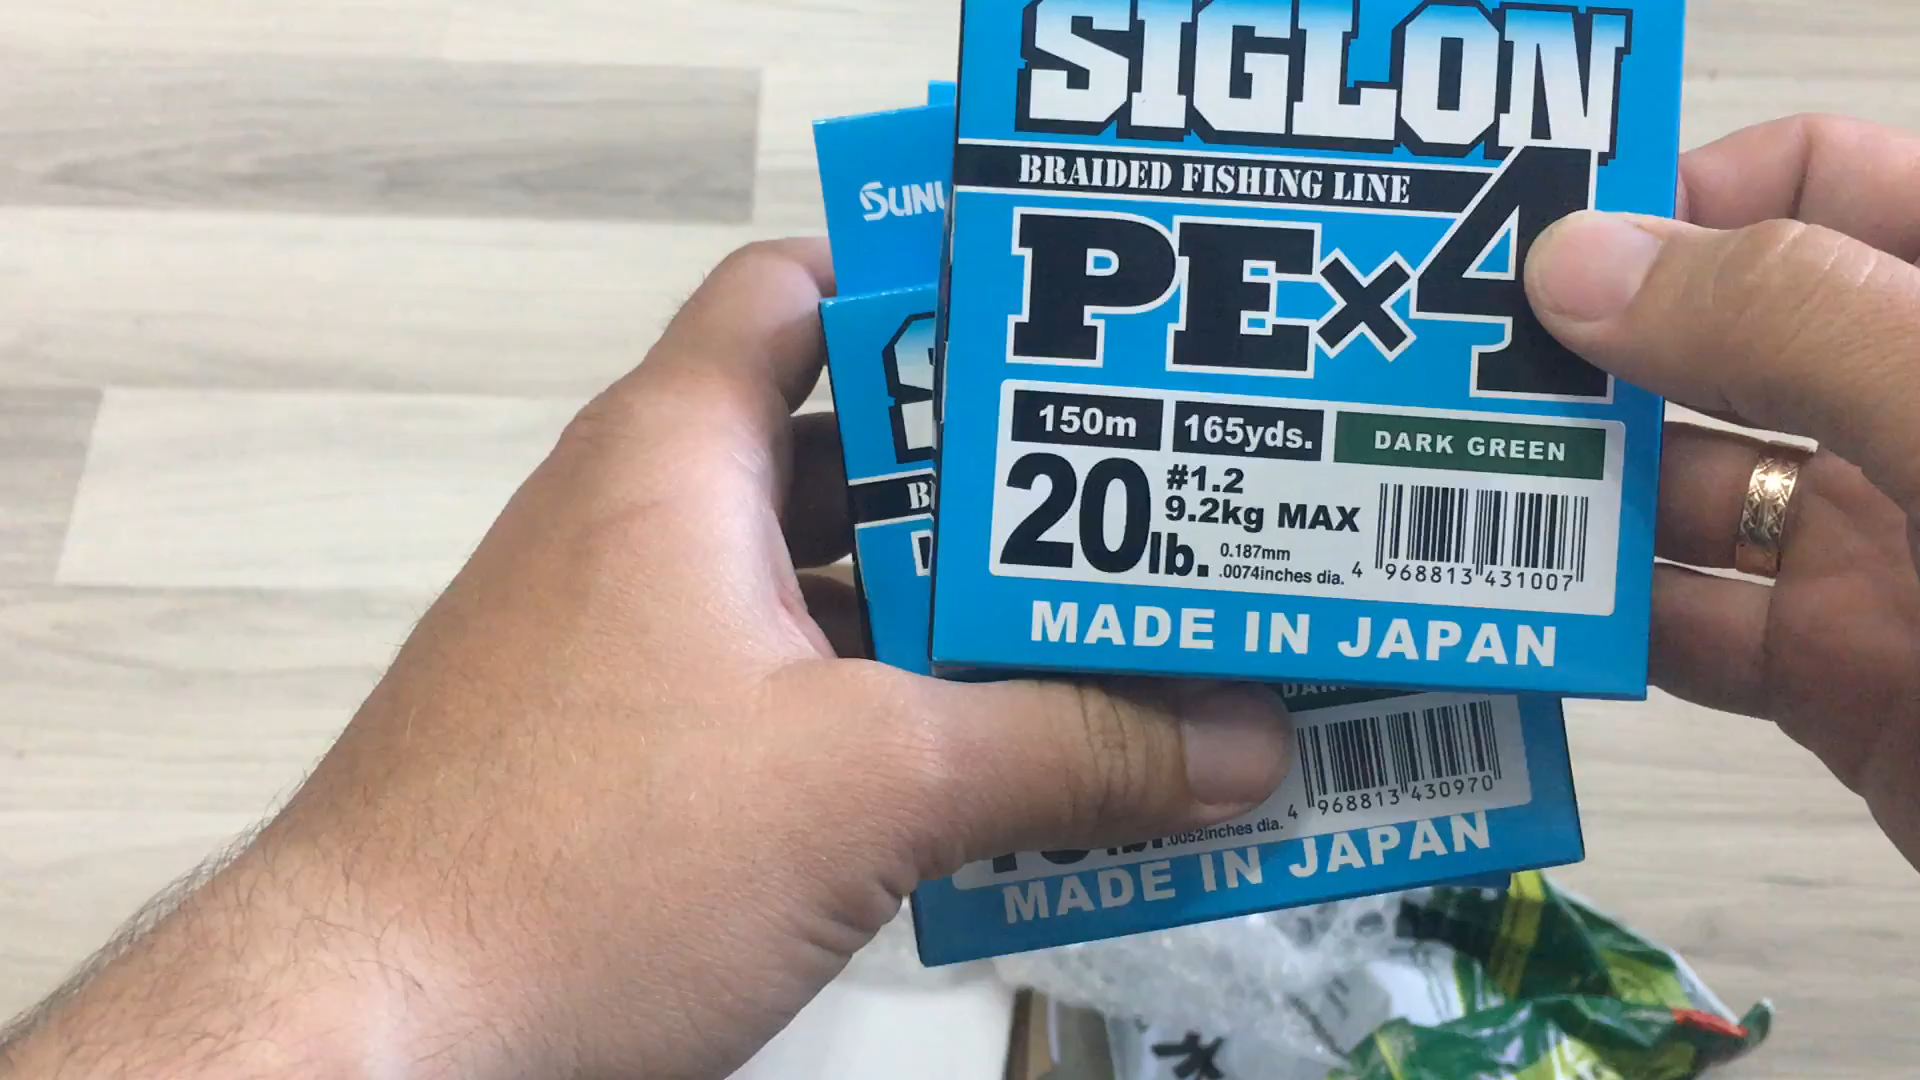 SIGLON
BRAIDED FISHING LINE
PE×4
150m 165yds. DARK GREEN
20lb. #1.2
9.2kg MAX
0.187mm
.0074inches dia.
4 968813 431007
MADE IN JAPAN
4 968813 430970
.0052inches dia.
MADE IN JAPAN